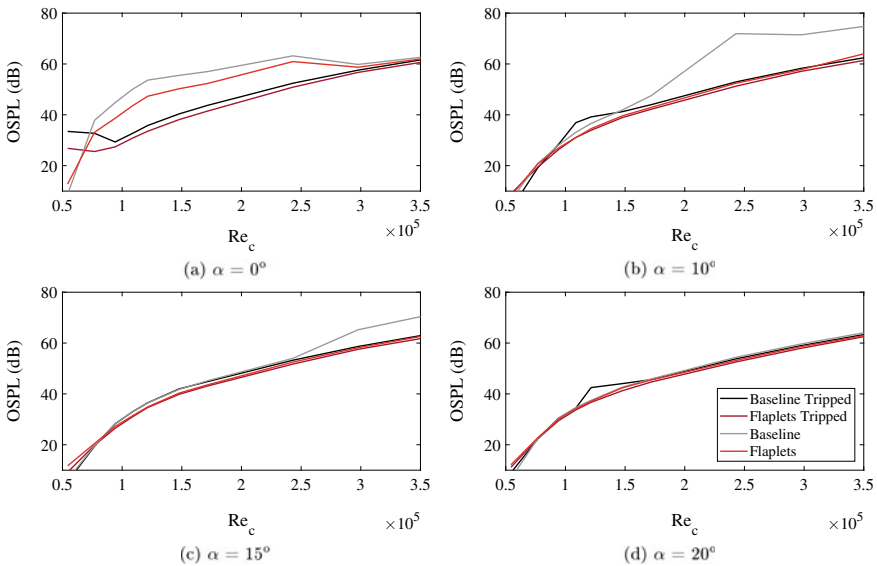 80
60
40
20
OSPL (dB)
0.5 1 1.5 2 2.5 3 3.5
Re_c ×10^5
(a) α = 0°
80
60
40
20
OSPL (dB)
0.5 1 1.5 2 2.5 3 3.5
Re_c ×10^5
(b) α = 10°
80
60
40
20
OSPL (dB)
0.5 1 1.5 2 2.5 3 3.5
Re_c ×10^5
(c) α = 15°
80
60
40
20
OSPL (dB)
Baseline Tripped
Flaplets Tripped
Baseline
Flaplets
0.5 1 1.5 2 2.5 3 3.5
Re_c ×10^5
(d) α = 20°